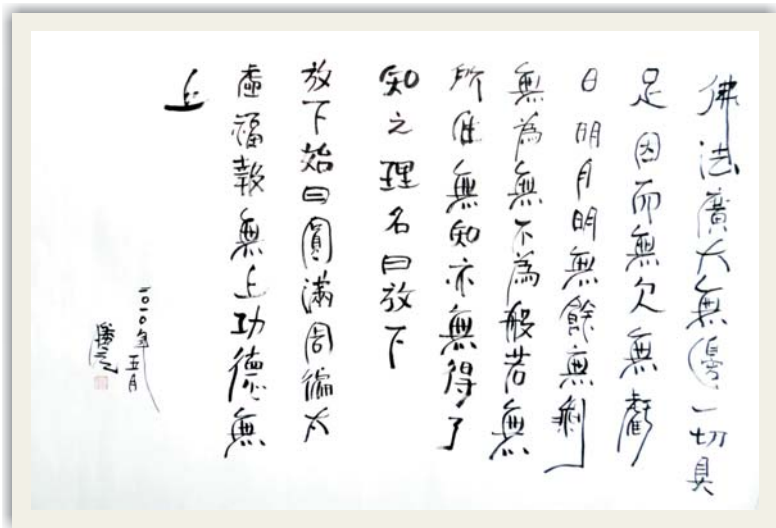 佛法廣大無邊一切具
足因而無欠無虧
日明月明無餘無剩
無為無不為般若無
所住無知亦無得了
知之理名曰放下
放下始曰圓滿周徧太
虛福報無上功德無
上
二〇一〇年五月